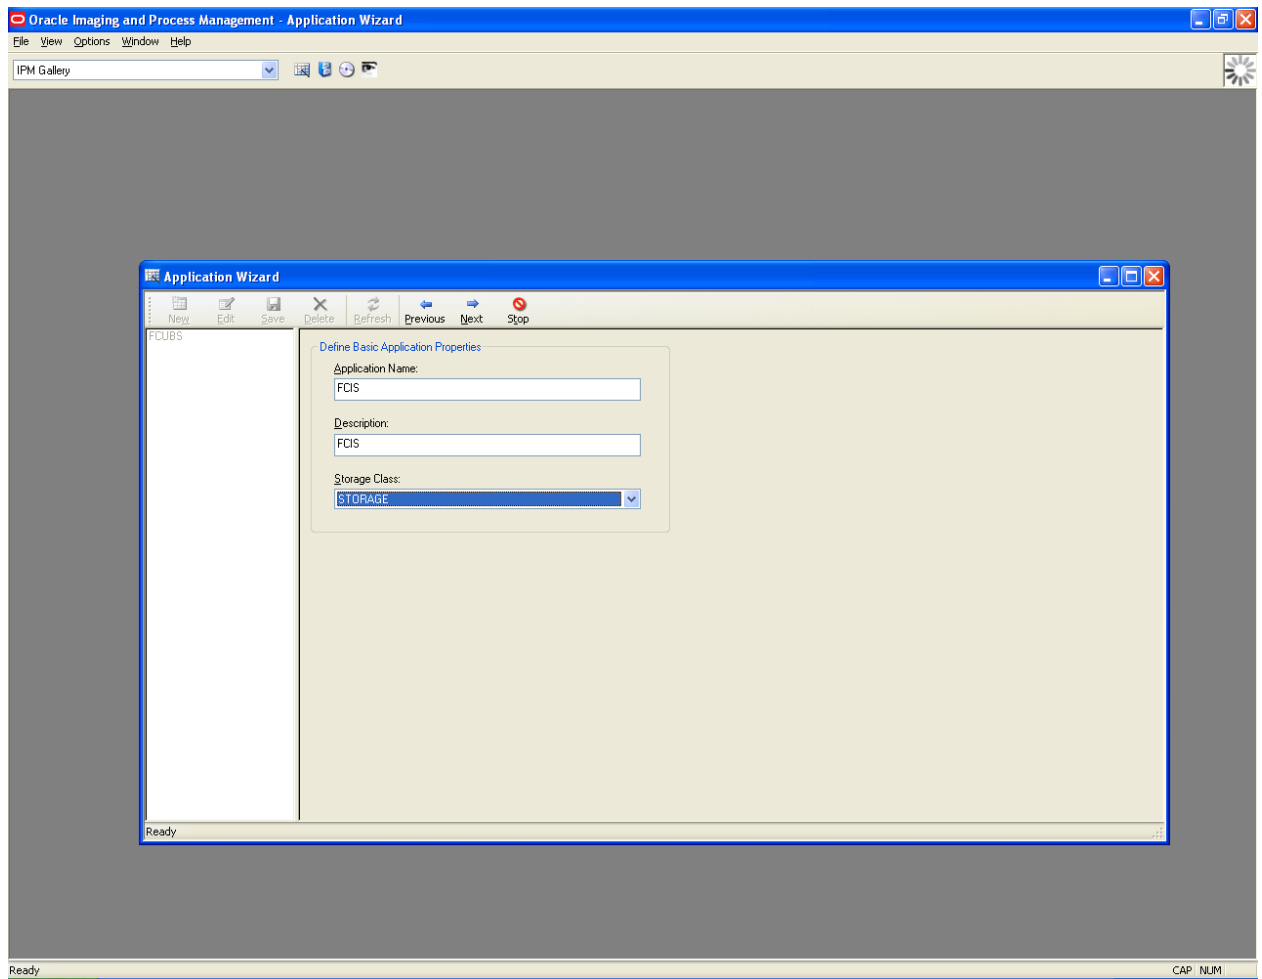 Oracle Imaging and Process Management - Application Wizard
File View Options Window Help
IPM Gallery
Application Wizard
New Edit Save Delete Refresh Previous Next Stop
FCUBS
Define Basic Application Properties
Application Name:
FCIS
Description:
FCIS
Storage Class:
STORAGE
Ready
Ready CAP NUM